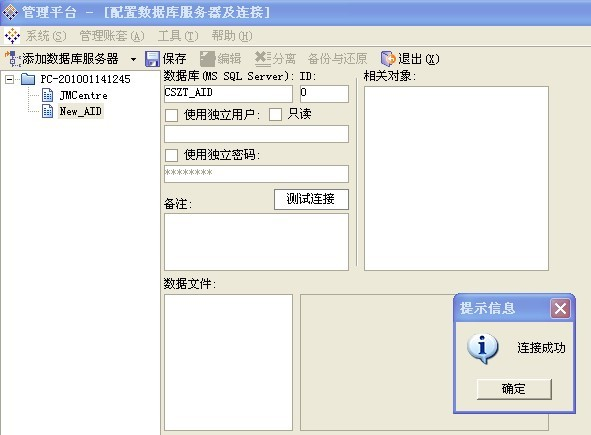 管理平台 - [配置数据库服务器及连接]
系统(S) 管理账套(A) 工具(T) 帮助(H)
添加数据库服务器 保存 编辑 分离 备份与还原 退出(X)
PC-201001141245
JMCentre
New_AID
数据库(MS SQL Server): ID: 相关对象:
CSZT_AID 0
使用独立用户: 只读
使用独立密码:
********
备注: 测试连接
数据文件:
提示信息
连接成功
确定